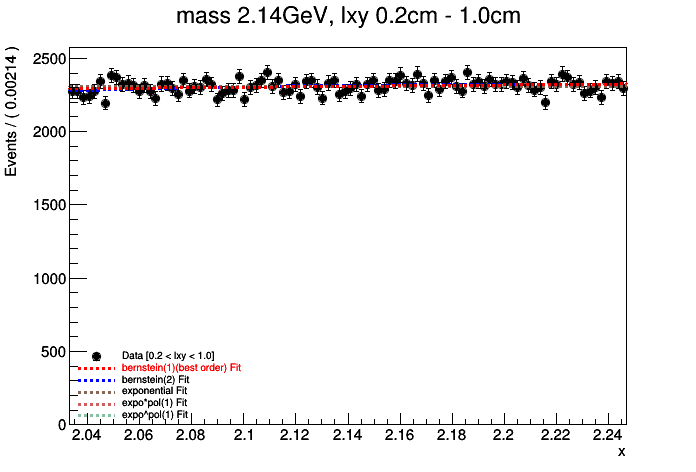 mass 2.14GeV, lxy 0.2cm - 1.0cm
Events / ( 0.00214 )
2500
2000
1500
1000
500
0
Data [0.2 < lxy < 1.0]
bernstein(1)(best order) Fit
bernstein(2) Fit
exponential Fit
expo*pol(1) Fit
expo^pol(1) Fit
2.04 2.06 2.08 2.1 2.12 2.14 2.16 2.18 2.2 2.22 2.24
x